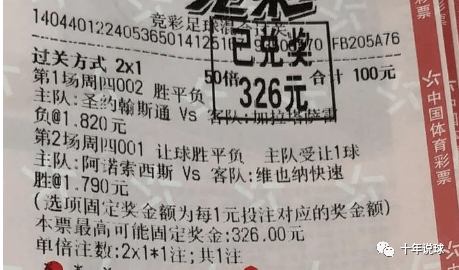 竞彩足球
过关方式 2x1
50倍
合计 100元
已兑奖
326元
FB205A76
第1场周四002 胜平负
主队:圣约翰斯通 Vs 客队:加拉塔萨雷
负@1.820元
第2场周四001 让球胜平负 主队受让1球
主队:阿诺索西斯 Vs 客队:维也纳快速
胜@1.790元
(选项固定奖金额为每1元投注对应的奖金额)
本票最高可能固定奖金:326.00元
单倍注数:2x1*1注;共1注
中国体育彩票
十年说球